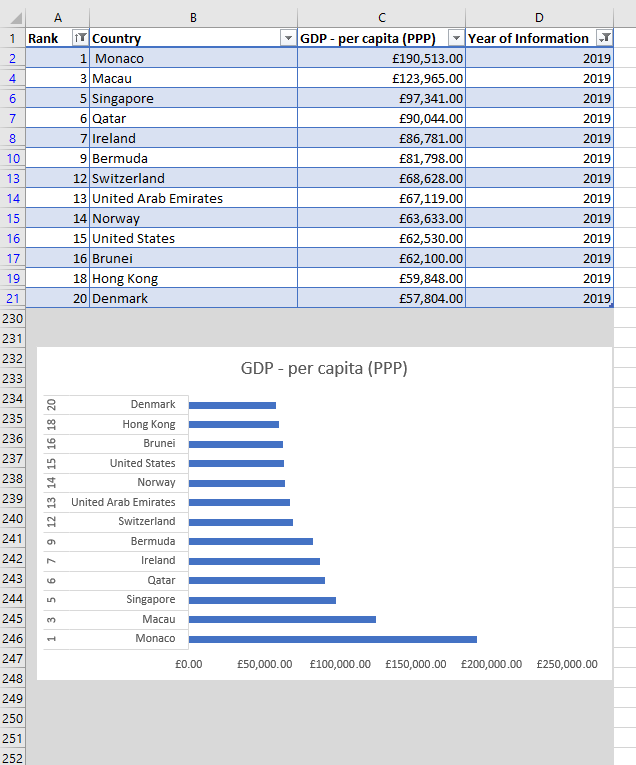 A B C D
1 Rank Country GDP - per capita (PPP) Year of Information
2 1 Monaco £190,513.00 2019
4 3 Macau £123,965.00 2019
6 5 Singapore £97,341.00 2019
7 6 Qatar £90,044.00 2019
8 7 Ireland £86,781.00 2019
10 9 Bermuda £81,798.00 2019
13 12 Switzerland £68,628.00 2019
14 13 United Arab Emirates £67,119.00 2019
15 14 Norway £63,633.00 2019
16 15 United States £62,530.00 2019
17 16 Brunei £62,100.00 2019
19 18 Hong Kong £59,848.00 2019
21 20 Denmark £57,804.00 2019
230
231
232
GDP - per capita (PPP)
233
234 20 Denmark
235 18 Hong Kong
236 16 Brunei
237 15 United States
238 14 Norway
239 13 United Arab Emirates
240 12 Switzerland
241 9 Bermuda
242 7 Ireland
243 6 Qatar
244 5 Singapore
245 3 Macau
246 1 Monaco
247 £0.00 £50,000.00 £100,000.00 £150,000.00 £200,000.00 £250,000.00
248
249
250
251
252